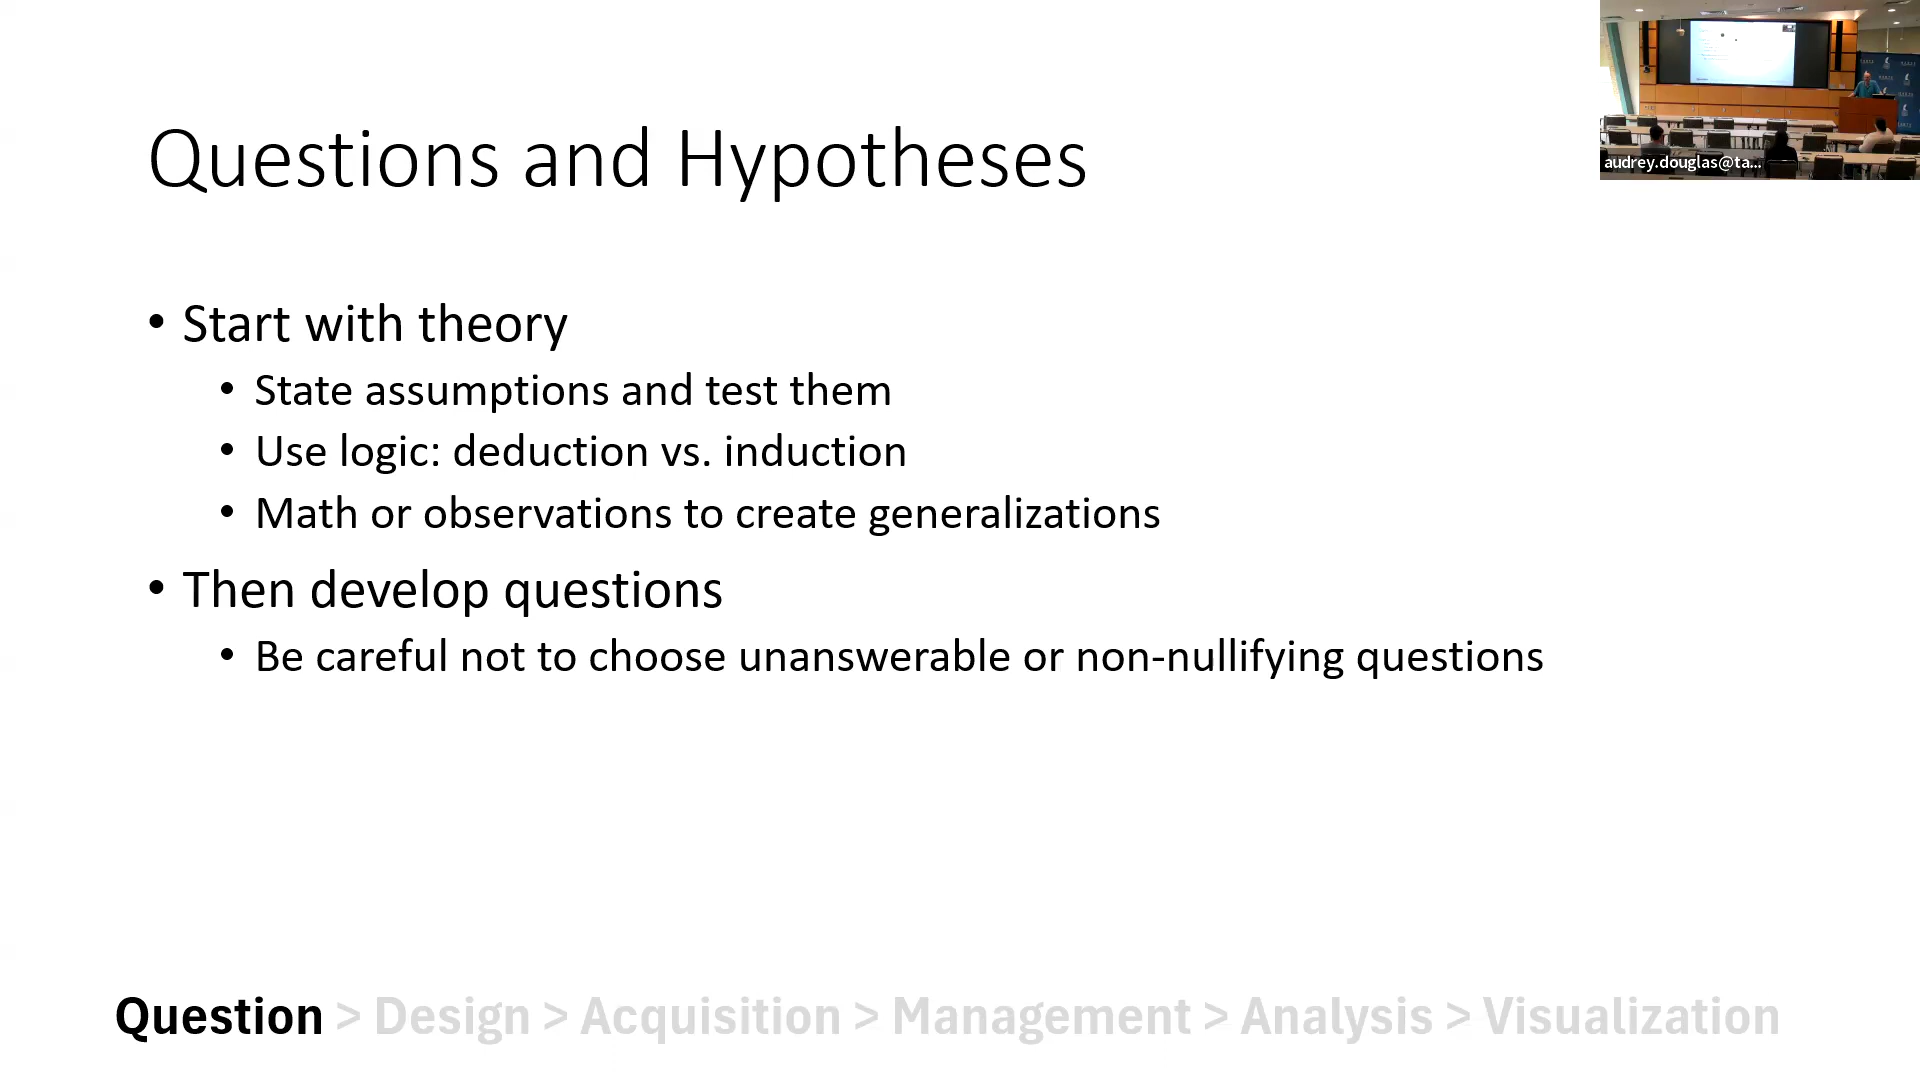 Questions and Hypotheses
• Start with theory
• State assumptions and test them
• Use logic: deduction vs. induction
• Math or observations to create generalizations
• Then develop questions
• Be careful not to choose unanswerable or non-nullifying questions
Question > Design > Acquisition > Management > Analysis > Visualization
audrey.douglas@ta...